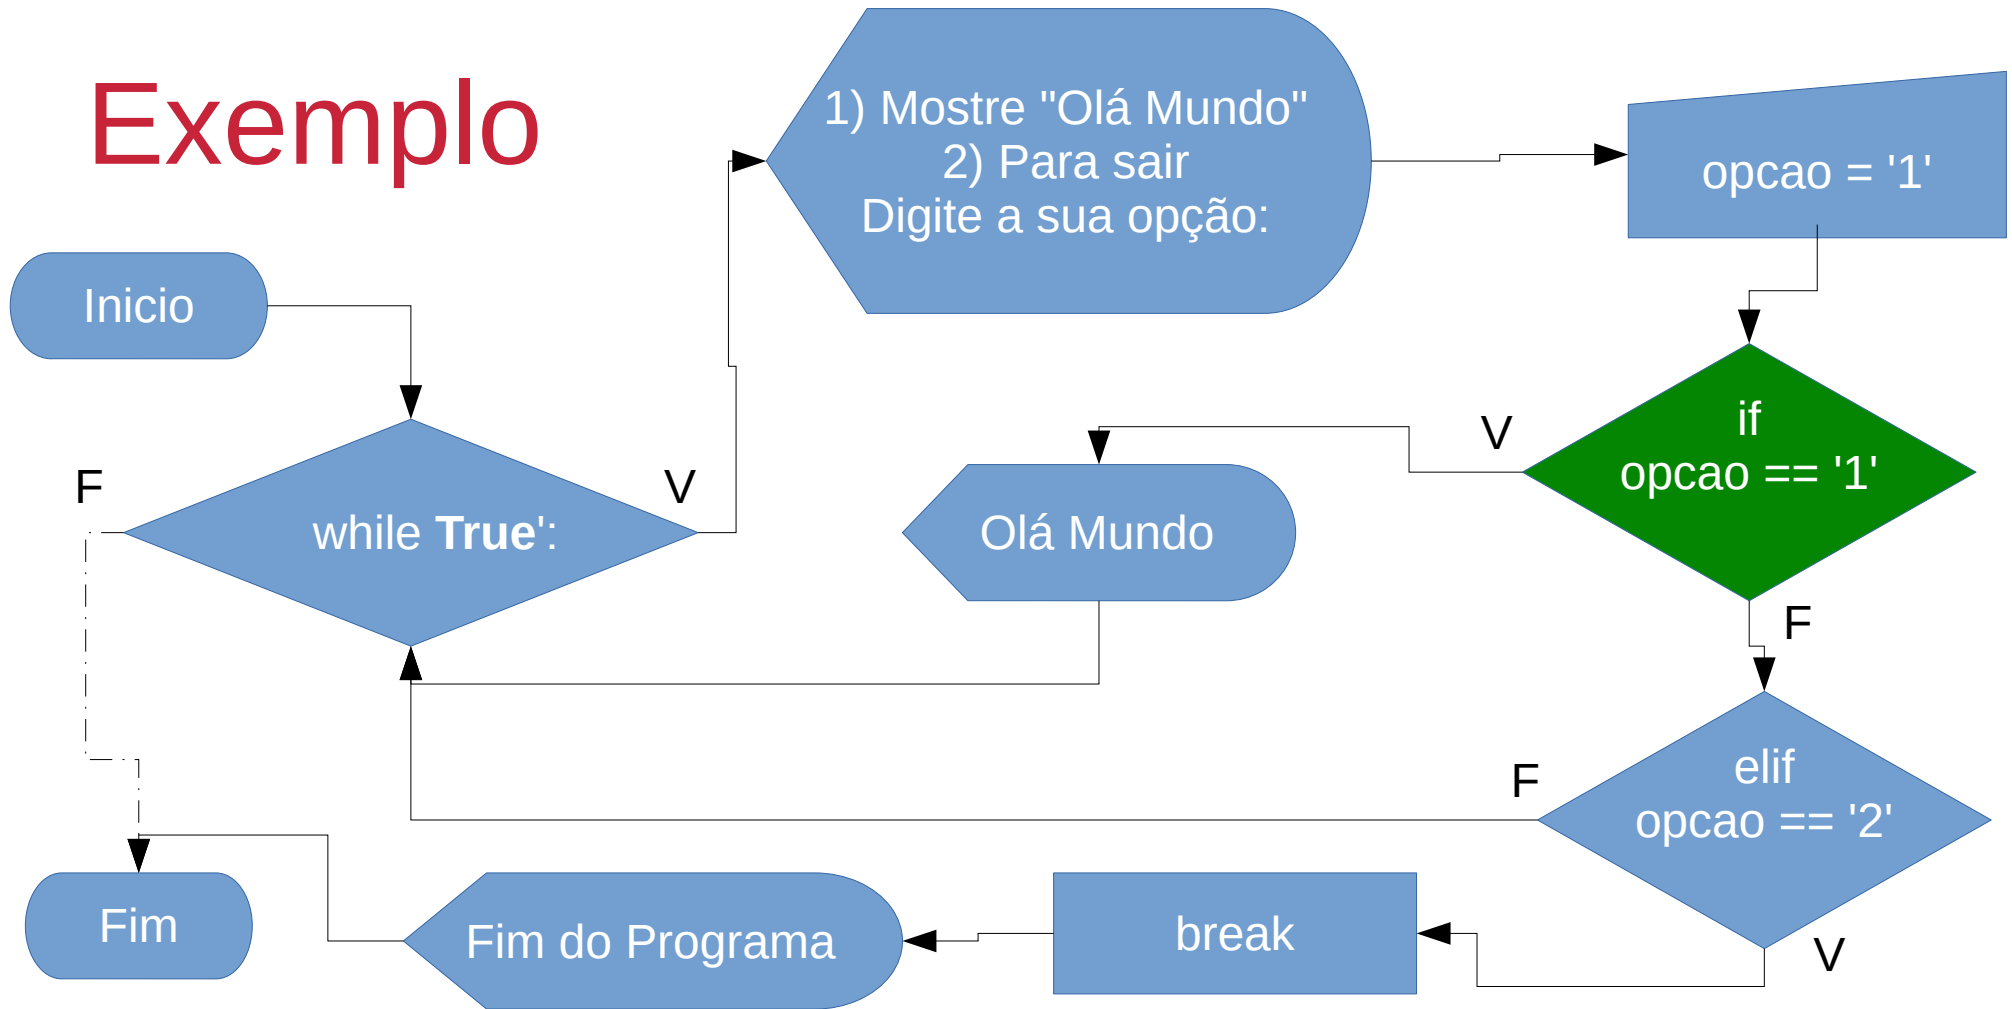 Exemplo
1) Mostre "Olá Mundo"
2) Para sair
Digite a sua opção:
opcao = '1'
Inicio
if
opcao == '1'
V
F
V
while True':
Olá Mundo
F
elif
opcao == '2'
F
V
Fim
Fim do Programa
break